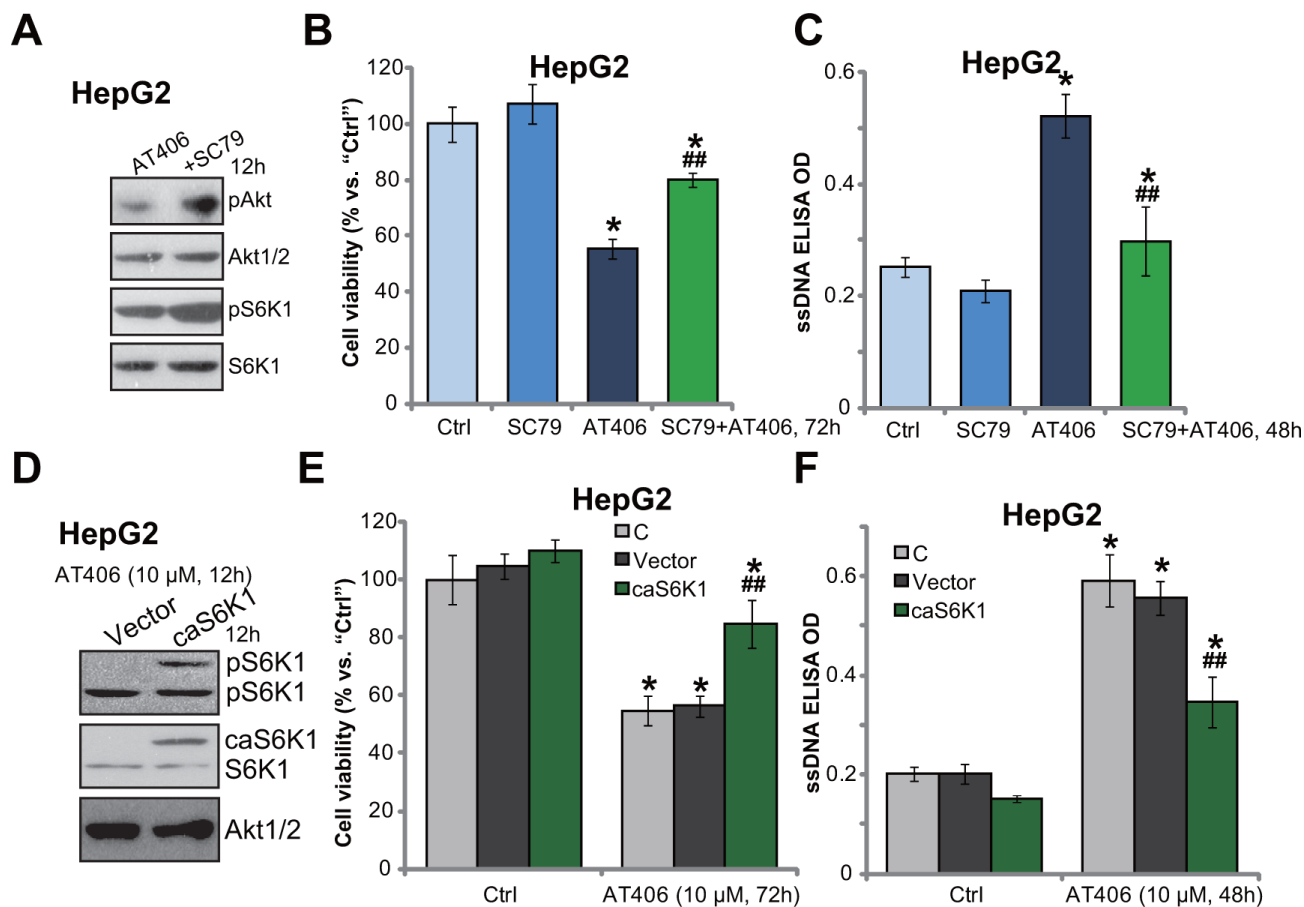 A
HepG2
AT406
+SC79
12h
pAkt
Akt1/2
pS6K1
S6K1
B
HepG2
Cell viability (% vs. “Ctrl”)
120
100
80
60
40
20
0
*
*
##
Ctrl
SC79
AT406
SC79+AT406, 72h
C
HepG2
ssDNA ELISA OD
0.6
0.4
0.2
0
*
*
##
Ctrl
SC79
AT406
SC79+AT406, 48h
D
HepG2
AT406 (10 µM, 12h)
Vector
caS6K1
12h
pS6K1
pS6K1
caS6K1
S6K1
Akt1/2
E
HepG2
C
Vector
caS6K1
Cell viability (% vs. “Ctrl”)
120
100
80
60
40
20
0
*
*
*
##
Ctrl
AT406 (10 µM, 72h)
F
HepG2
C
Vector
caS6K1
ssDNA ELISA OD
0.6
0.4
0.2
0
*
*
*
##
Ctrl
AT406 (10 µM, 48h)